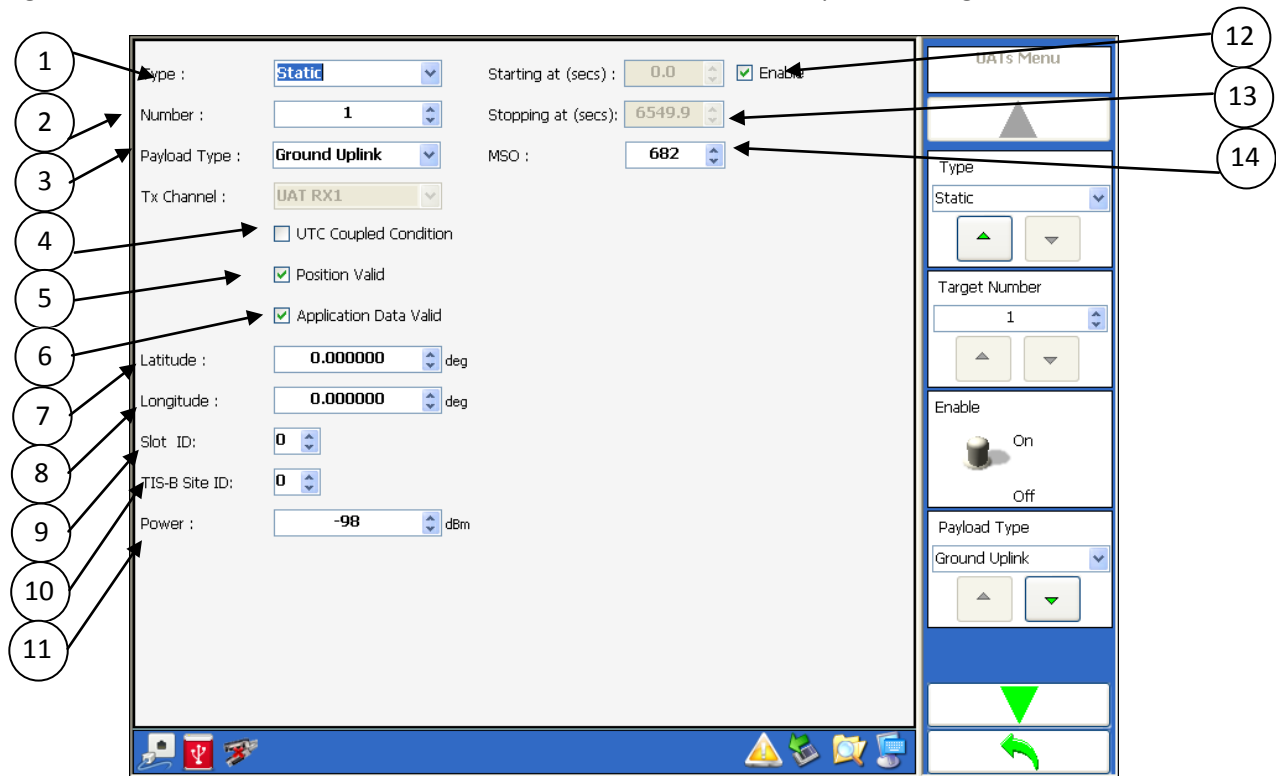 1
2
3
4
5
6
7
8
9
10
11
12
13
14
Type : Static Starting at (secs) : 0.0 Enable
Number : 1 Stopping at (secs): 6549.9
Payload Type : Ground Uplink MSO : 682
Tx Channel : UAT RX1
UTC Coupled Condition
Position Valid
Application Data Valid
Latitude : 0.000000 deg
Longitude : 0.000000 deg
Slot ID: 0
TIS-B Site ID: 0
Power : -98 dBm
UATs Menu
Type
Static
Target Number
1
Enable
On
Off
Payload Type
Ground Uplink